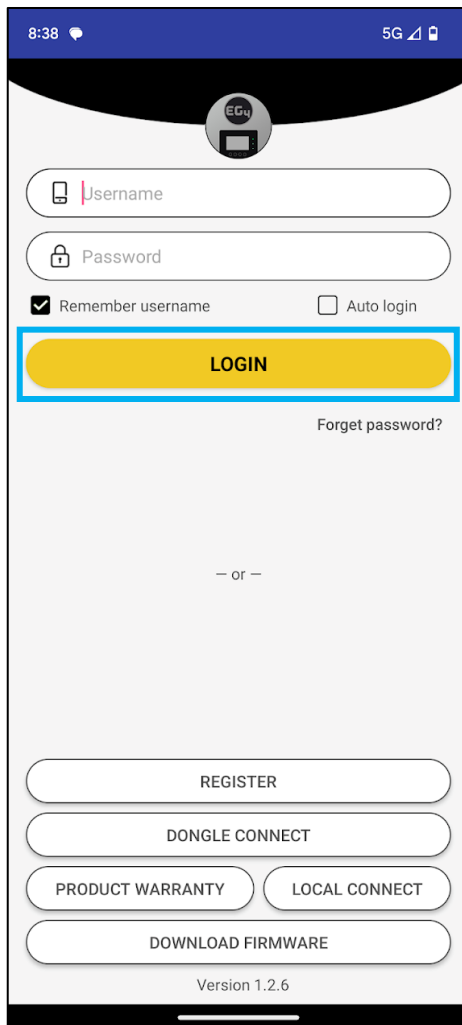 8:38 5G
EG4
Username
Password
Remember username Auto login
LOGIN
Forget password?
— or —
REGISTER
DONGLE CONNECT
PRODUCT WARRANTY LOCAL CONNECT
DOWNLOAD FIRMWARE
Version 1.2.6